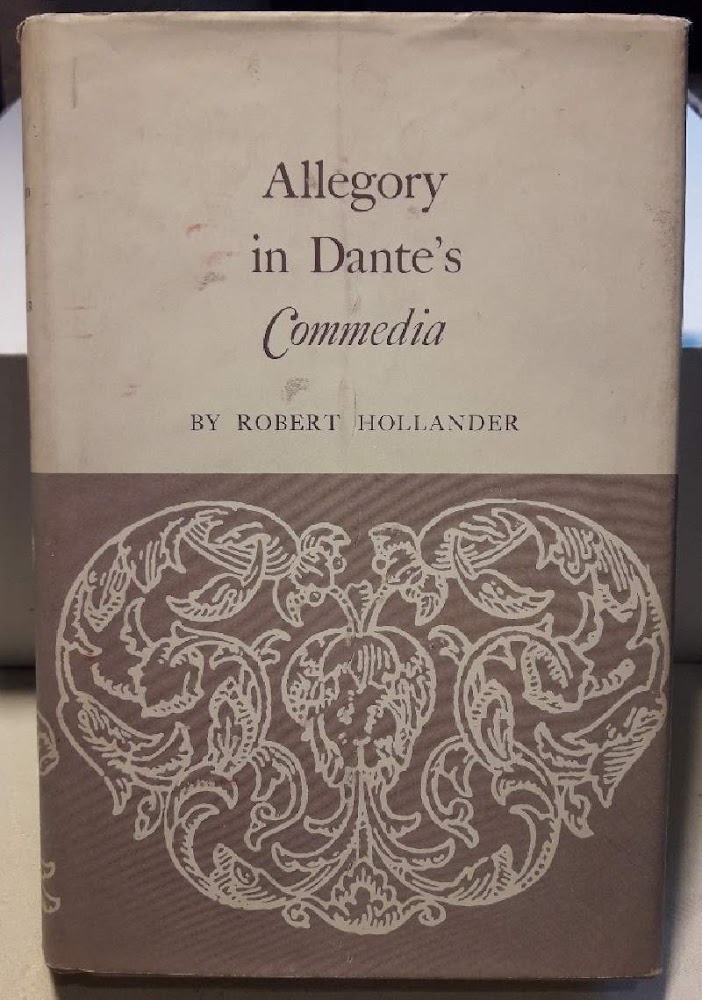 Allegory
in Dante's
Commedia
BY ROBERT HOLLANDER